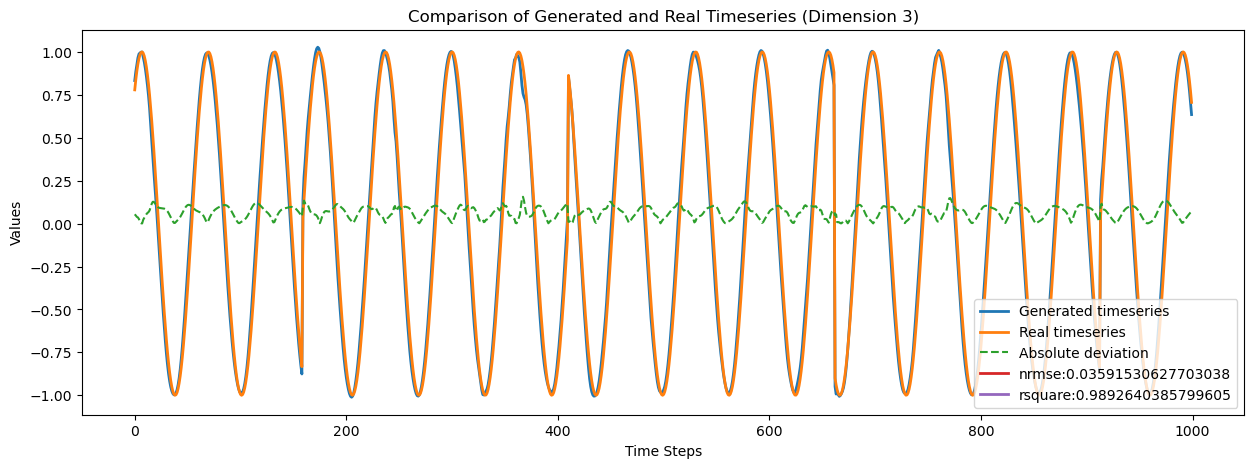 Comparison of Generated and Real Timeseries (Dimension 3)
Values
1.00
0.75
0.50
0.25
0.00
−0.25
−0.50
−0.75
−1.00
Generated timeseries
Real timeseries
Absolute deviation
nrmse:0.03591530627703038
rsquare:0.9892640385799605
0 200 400 600 800 1000
Time Steps